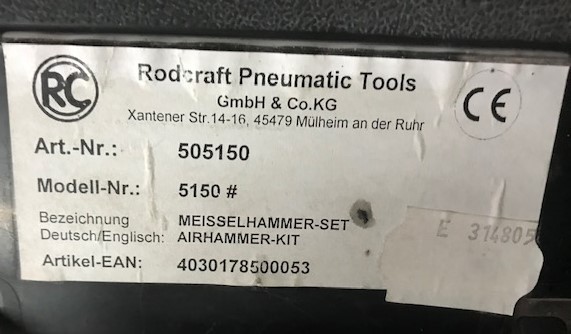 RC
Rodcraft Pneumatic Tools
GmbH & Co.KG
Xantener Str.14-16, 45479 Mülheim an der Ruhr
CE
Art.-Nr.: 505150
Modell-Nr.: 5150 #
Bezeichnung MEISSELHAMMER-SET
Deutsch/Englisch: AIRHAMMER-KIT
E 314805
Artikel-EAN: 4030178500053